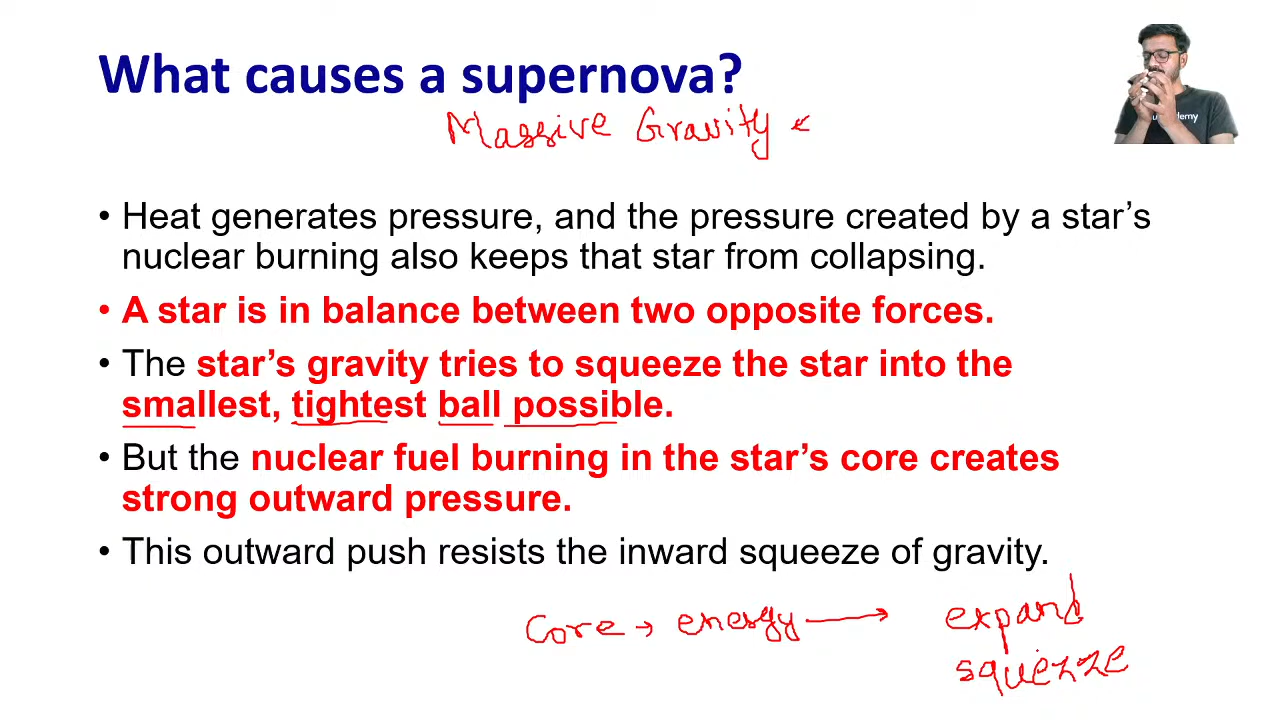 What causes a supernova?
Massive Gravity
• Heat generates pressure, and the pressure created by a star’s
nuclear burning also keeps that star from collapsing.
• A star is in balance between two opposite forces.
• The star’s gravity tries to squeeze the star into the
smallest, tightest ball possible.
• But the nuclear fuel burning in the star’s core creates
strong outward pressure.
• This outward push resists the inward squeeze of gravity.
Core → energy → expand
squezze